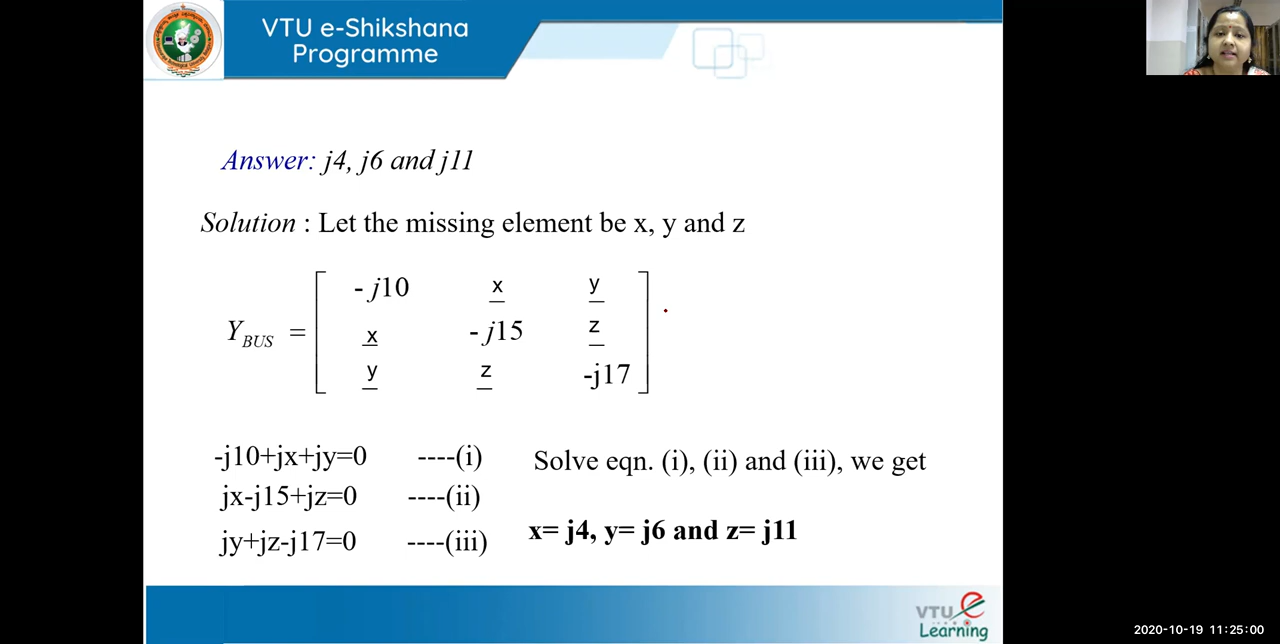 VTU e-Shikshana
Programme
Answer: j4, j6 and j11
Solution : Let the missing element be x, y and z
- j10 x y
Y_BUS = x - j15 z
y z -j17
-j10+jx+jy=0 ----(i)
Solve eqn. (i), (ii) and (iii), we get
jx-j15+jz=0 ----(ii)
x= j4, y= j6 and z= j11
jy+jz-j17=0 ----(iii)
VTU e
Learning
2020-10-19 11:25:00